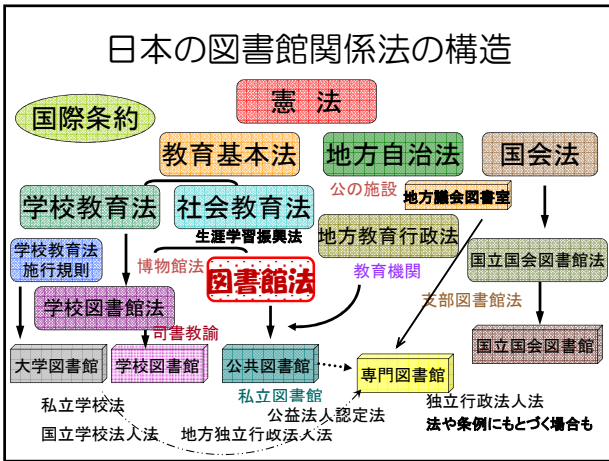 日本の図書館関係法の構造
憲法
国際条約
教育基本法
地方自治法
国会法
公の施設
地方議会図書室
学校教育法
社会教育法
生涯学習振興法
地方教育行政法
学校教育法
施行規則
博物館法
図書館法
教育機関
国立国会図書館法
学校図書館法
支部図書館法
司書教諭
大学図書館
学校図書館
公共図書館
専門図書館
国立国会図書館
私立図書館
私立学校法
公益法人認定法
独立行政法人法
国立学校法人法
地方独立行政法人法
法や条例にもとづく場合も